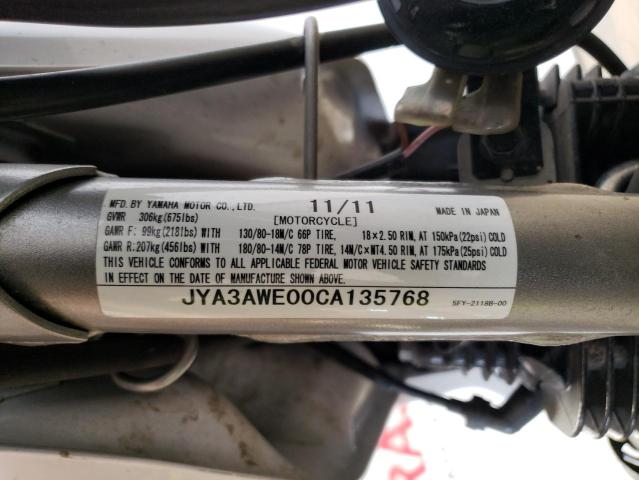 MFD. BY YAMAHA MOTOR CO., LTD. 11/11 MADE IN JAPAN
GVWR 306kg(675lbs) [MOTORCYCLE]
GAWR F: 99kg(218lbs) WITH 130/80-18M/C 66P TIRE, 18×2.50 RIM, AT 150kPa(22psi) COLD
GAWR R: 207kg(456lbs) WITH 180/80-14M/C 78P TIRE, 14M/C×MT4.50 RIM, AT 175kPa(25psi) COLD
THIS VEHICLE CONFORMS TO ALL APPLICABLE FEDERAL MOTOR VEHICLE SAFETY STANDARDS
IN EFFECT ON THE DATE OF MANUFACTURE SHOWN ABOVE.
JYA3AWE00CA135768 5FY-2118B-00